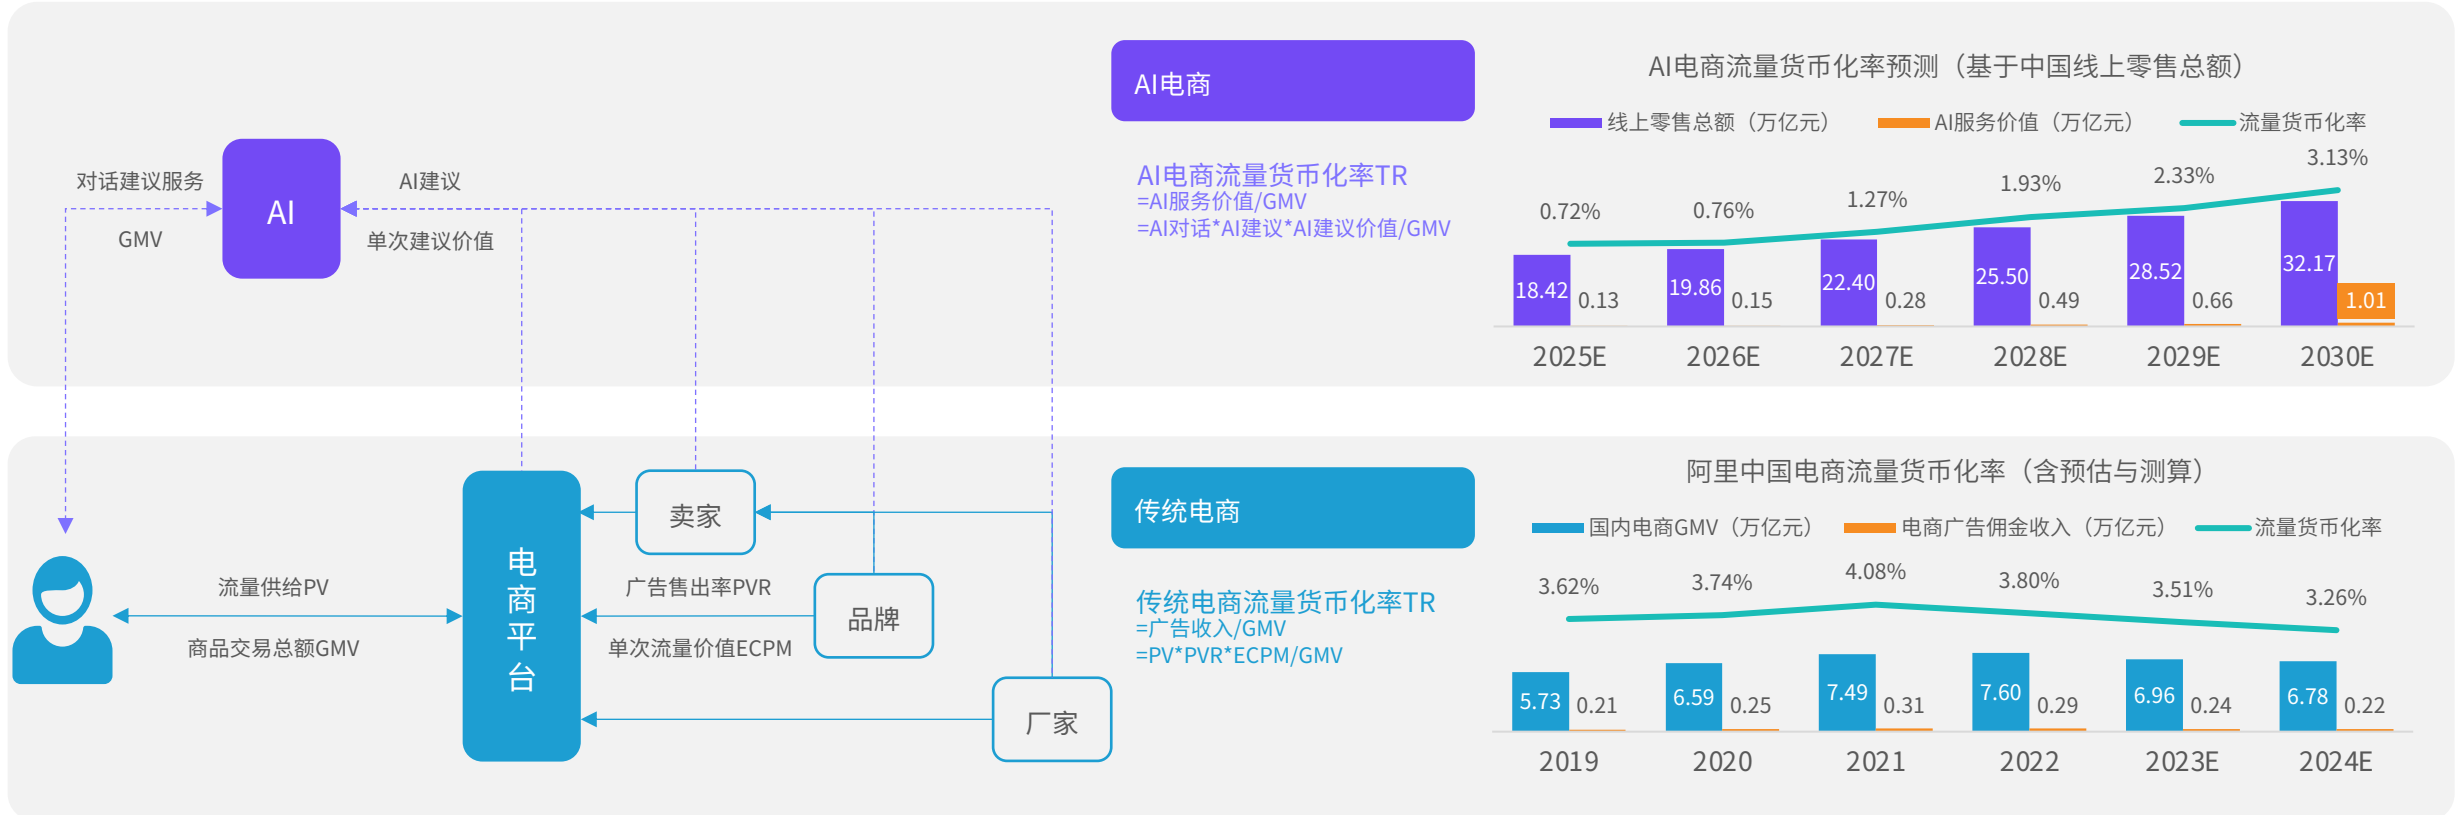 AI电商
AI电商流量货币化率预测（基于中国线上零售总额）
线上零售总额（万亿元）
AI服务价值（万亿元）
流量货币化率
对话建议服务
GMV
AI
AI建议
单次建议价值
AI电商流量货币化率TR
=AI服务价值/GMV
=AI对话*AI建议*AI建议价值/GMV
0.72%
0.76%
1.27%
1.93%
2.33%
3.13%
18.42
0.13
19.86
0.15
22.40
0.28
25.50
0.49
28.52
0.66
32.17
1.01
2025E
2026E
2027E
2028E
2029E
2030E
传统电商
阿里中国电商流量货币化率（含预估与测算）
国内电商GMV（万亿元）
电商广告佣金收入（万亿元）
流量货币化率
流量供给PV
商品交易总额GMV
电商平台
卖家
广告售出率PVR
单次流量价值ECPM
品牌
厂家
传统电商流量货币化率TR
=广告收入/GMV
=PV*PVR*ECPM/GMV
3.62%
3.74%
4.08%
3.80%
3.51%
3.26%
5.73
0.21
6.59
0.25
7.49
0.31
7.60
0.29
6.96
0.24
6.78
0.22
2019
2020
2021
2022
2023E
2024E